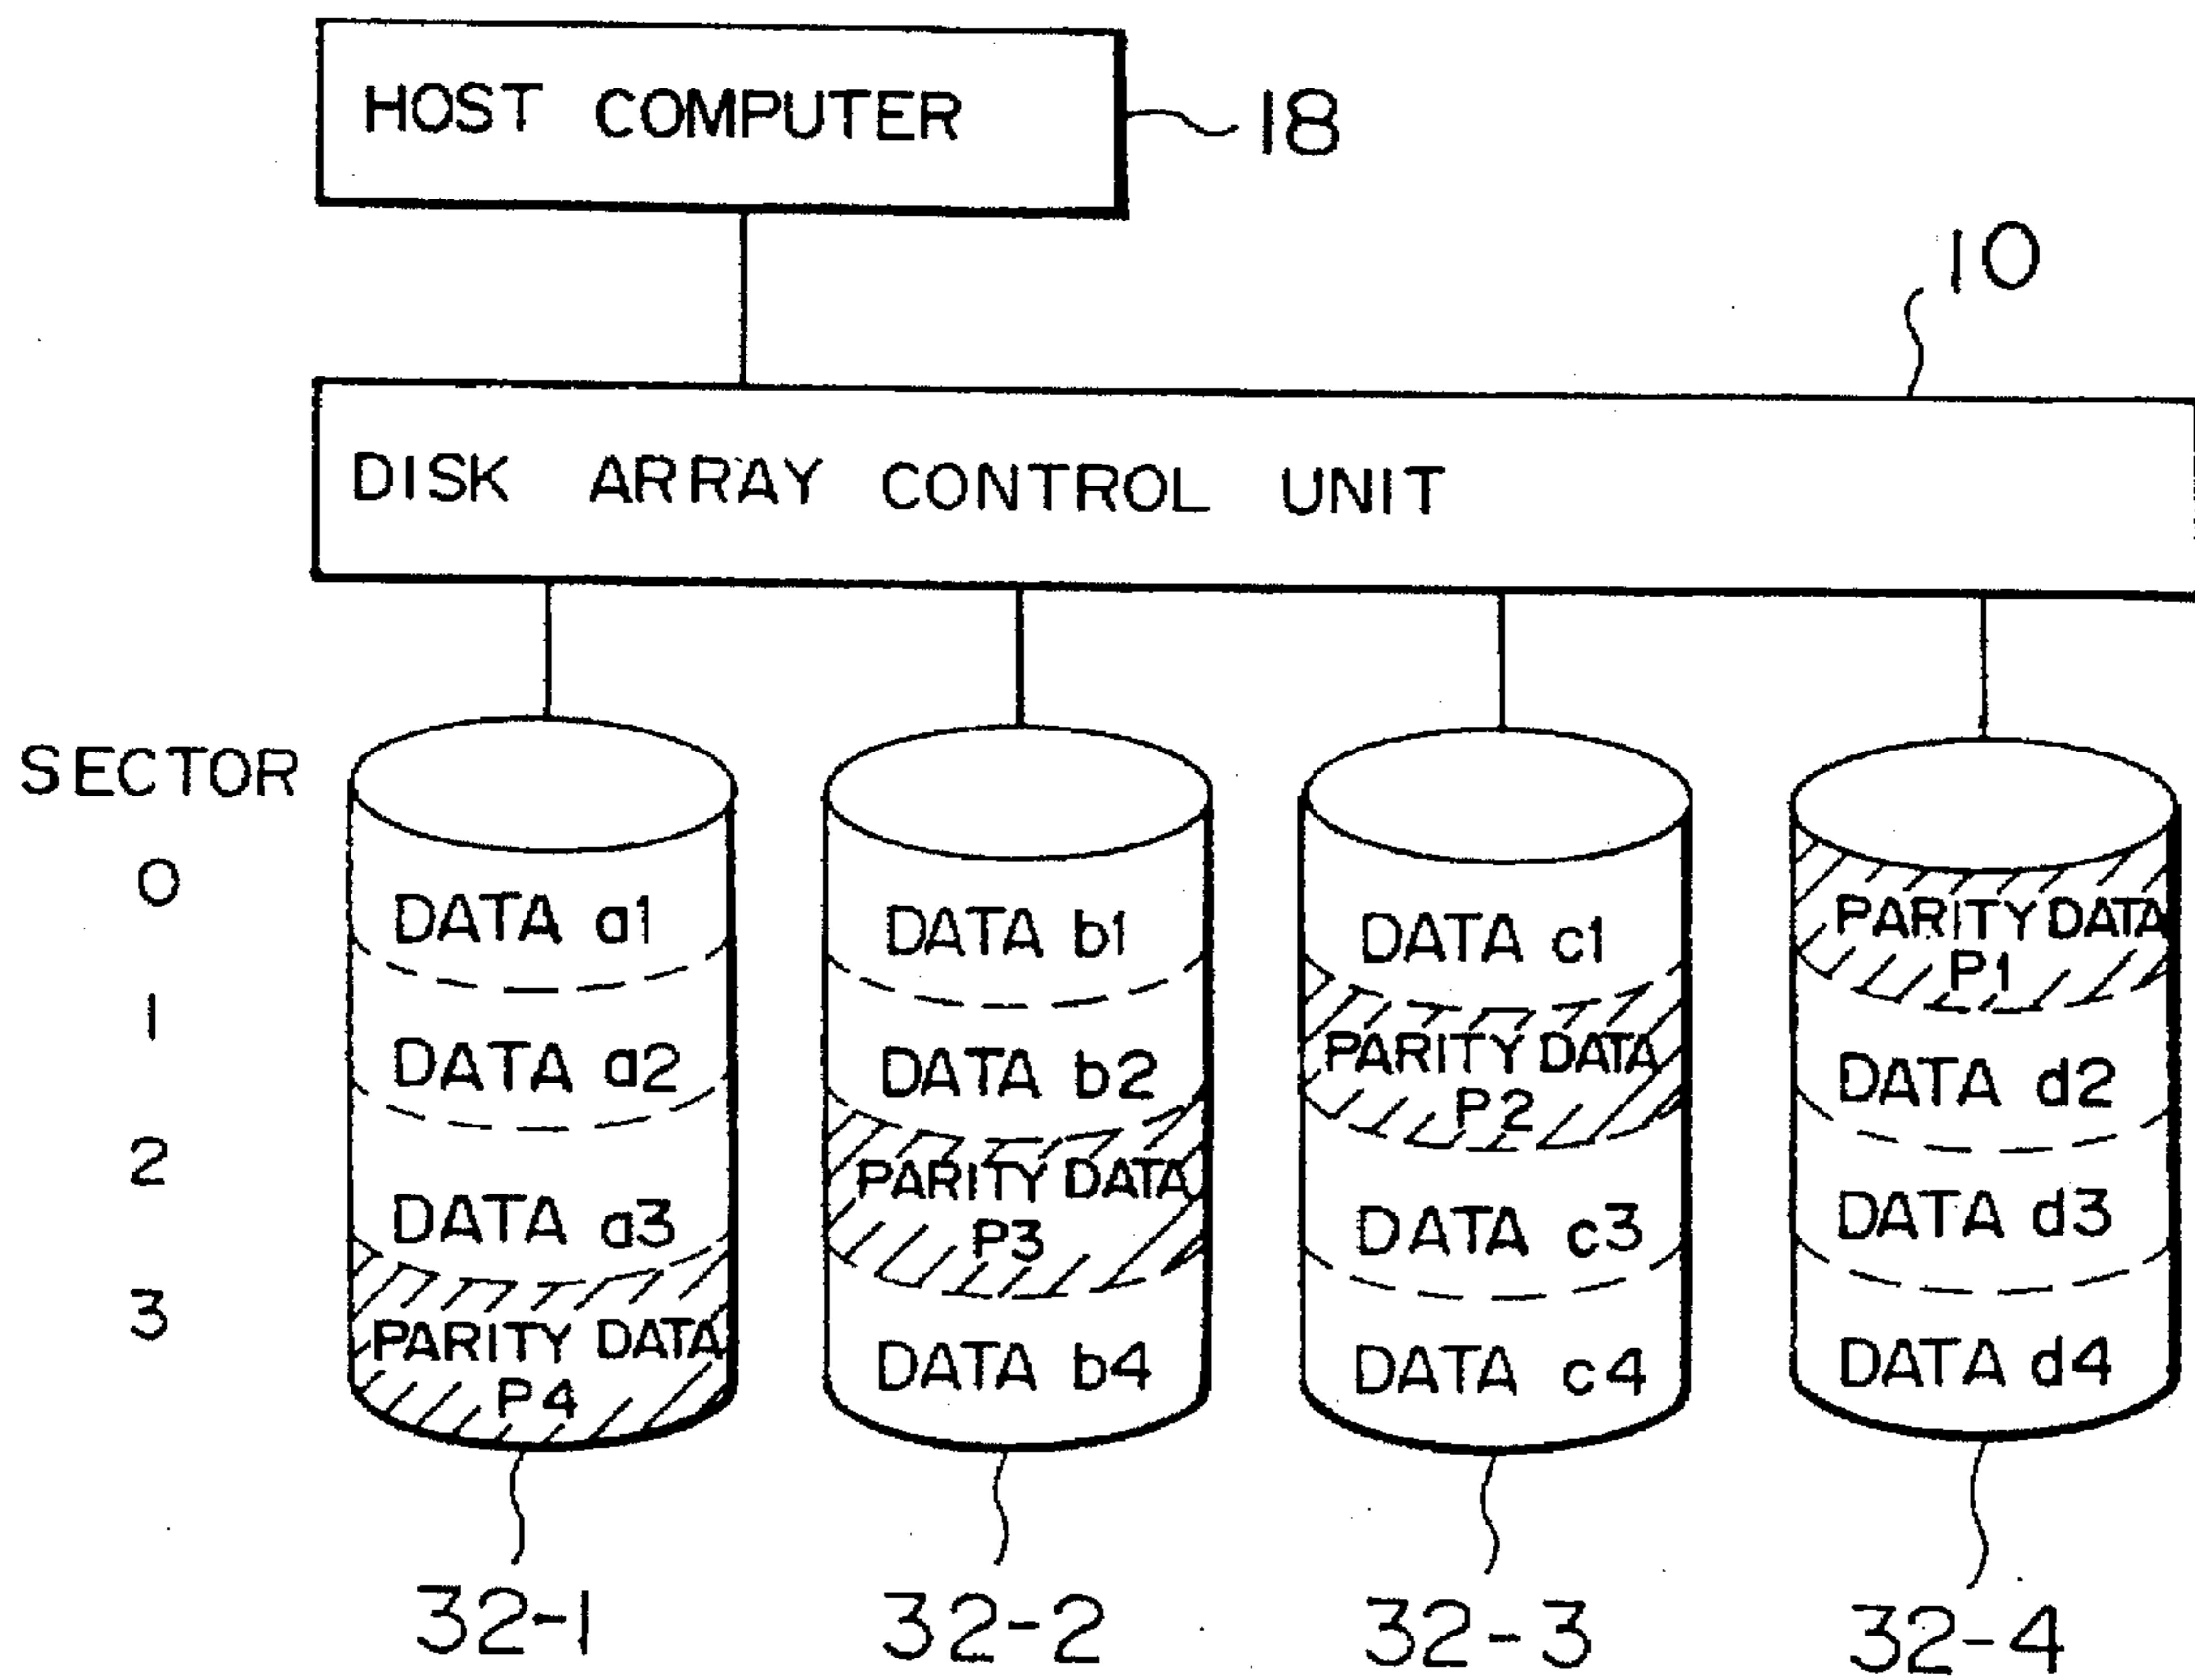 HOST COMPUTER
18
10
DISK ARRAY CONTROL UNIT
SECTOR
0
DATA a1
DATA b1
DATA c1
PARITY DATA
P1
1
DATA a2
DATA b2
PARITY DATA
P2
DATA d2
2
DATA a3
PARITY DATA
P3
DATA c3
DATA d3
3
PARITY DATA
P4
DATA b4
DATA c4
DATA d4
32-1
32-2
32-3
32-4